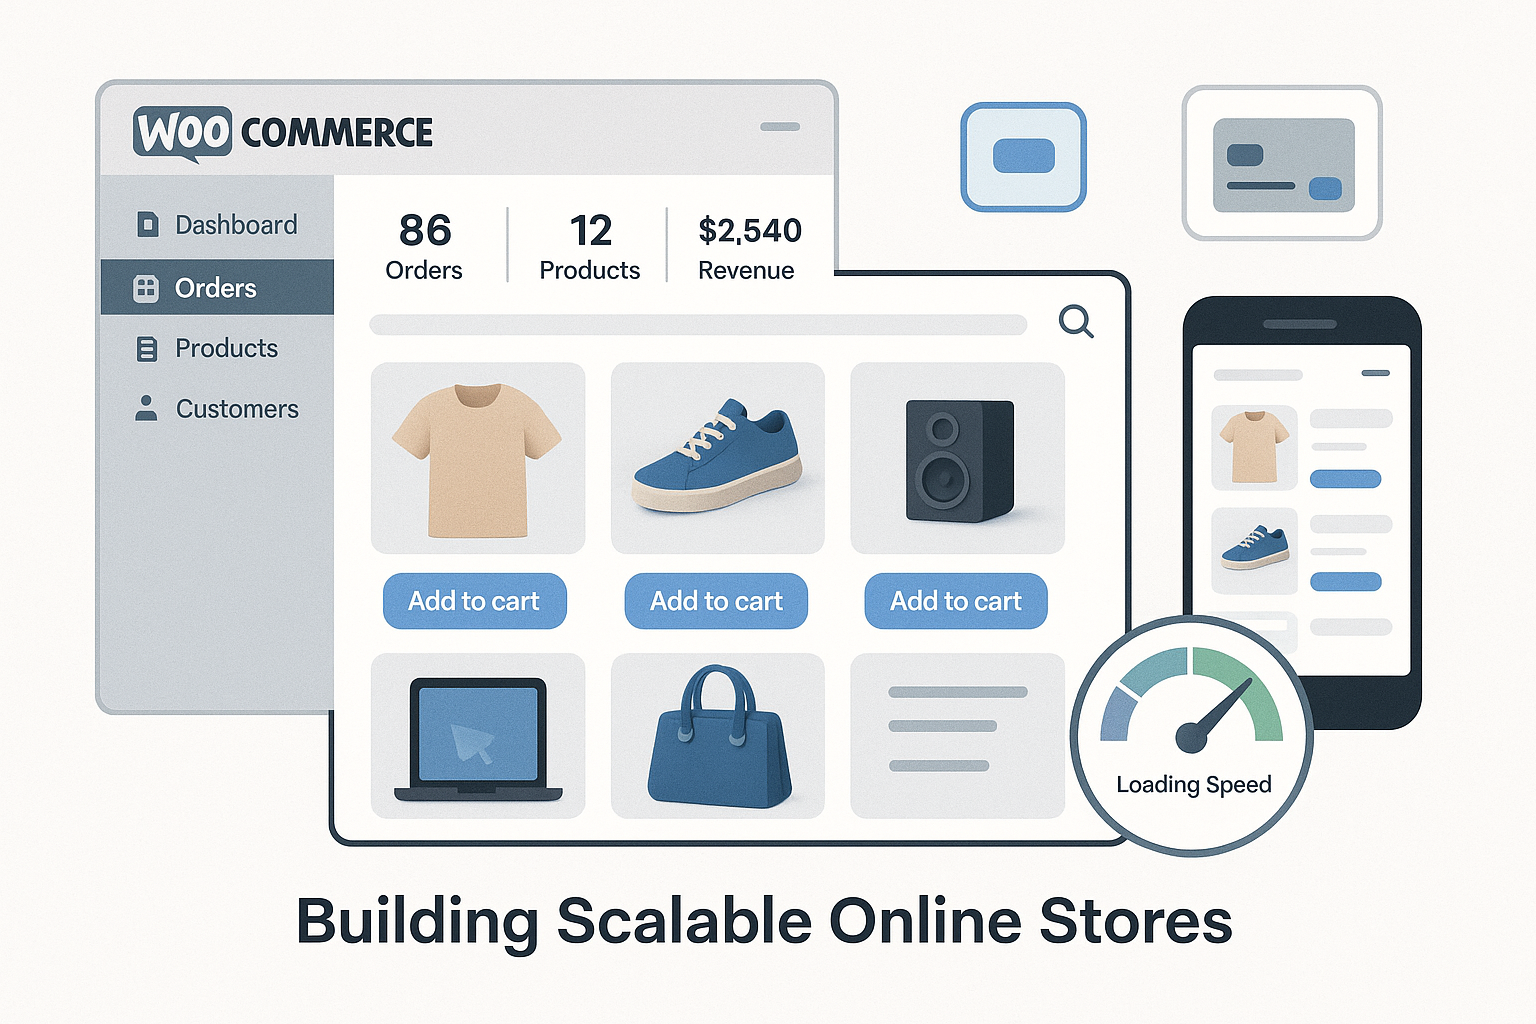 WOO COMMERCE
Dashboard
Orders
Products
Customers
86
Orders
12
Products
$2,540
Revenue
Add to cart
Add to cart
Add to cart
Loading Speed
Building Scalable Online Stores